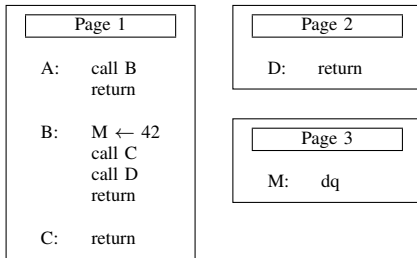 Page 1
A: call B
return
B: M ← 42
call C
call D
return
C: return
Page 2
D: return
Page 3
M: dq